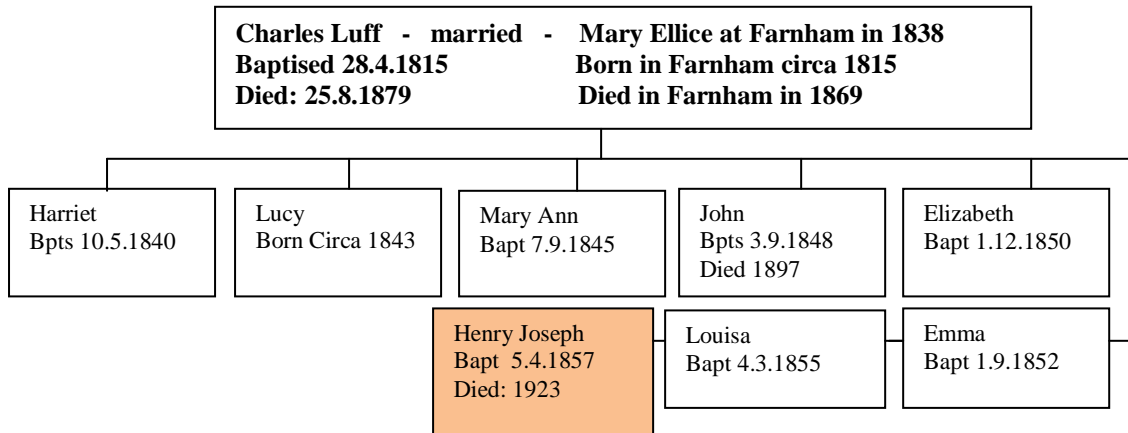 Charles Luff - married - Mary Ellice at Farnham in 1838
Baptised 28.4.1815 Born in Farnham circa 1815
Died: 25.8.1879 Died in Farnham in 1869
Harriet
Bpts 10.5.1840
Lucy
Born Circa 1843
Mary Ann
Bapt 7.9.1845
John
Bpts 3.9.1848
Died 1897
Elizabeth
Bapt 1.12.1850
Henry Joseph
Bapt 5.4.1857
Died: 1923
Louisa
Bapt 4.3.1855
Emma
Bapt 1.9.1852